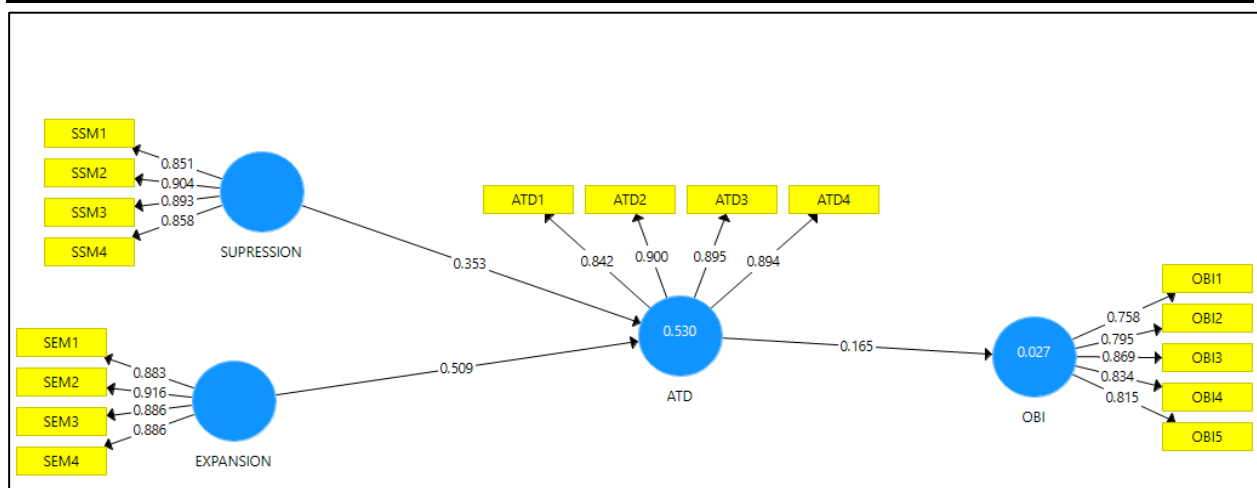 SSM1
SSM2
SSM3
SSM4
0.851
0.904
0.893
0.858
SUPRESSION
0.353
SEM1
SEM2
SEM3
SEM4
0.883
0.916
0.886
0.886
EXPANSION
0.509
ATD1
ATD2
ATD3
ATD4
0.842
0.900
0.895
0.894
0.530
ATD
0.165
0.027
OBI
0.758
0.795
0.869
0.834
0.815
OBI1
OBI2
OBI3
OBI4
OBI5